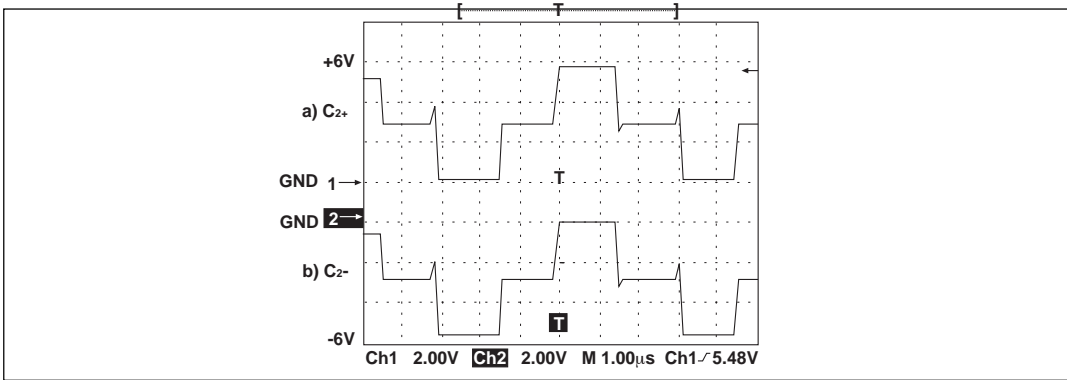 [ T ]
+6V
a) C2+
T
GND 1
GND 2
b) C2-
T
-6V
Ch1 2.00V Ch2 2.00V M 1.00μs Ch1 5.48V